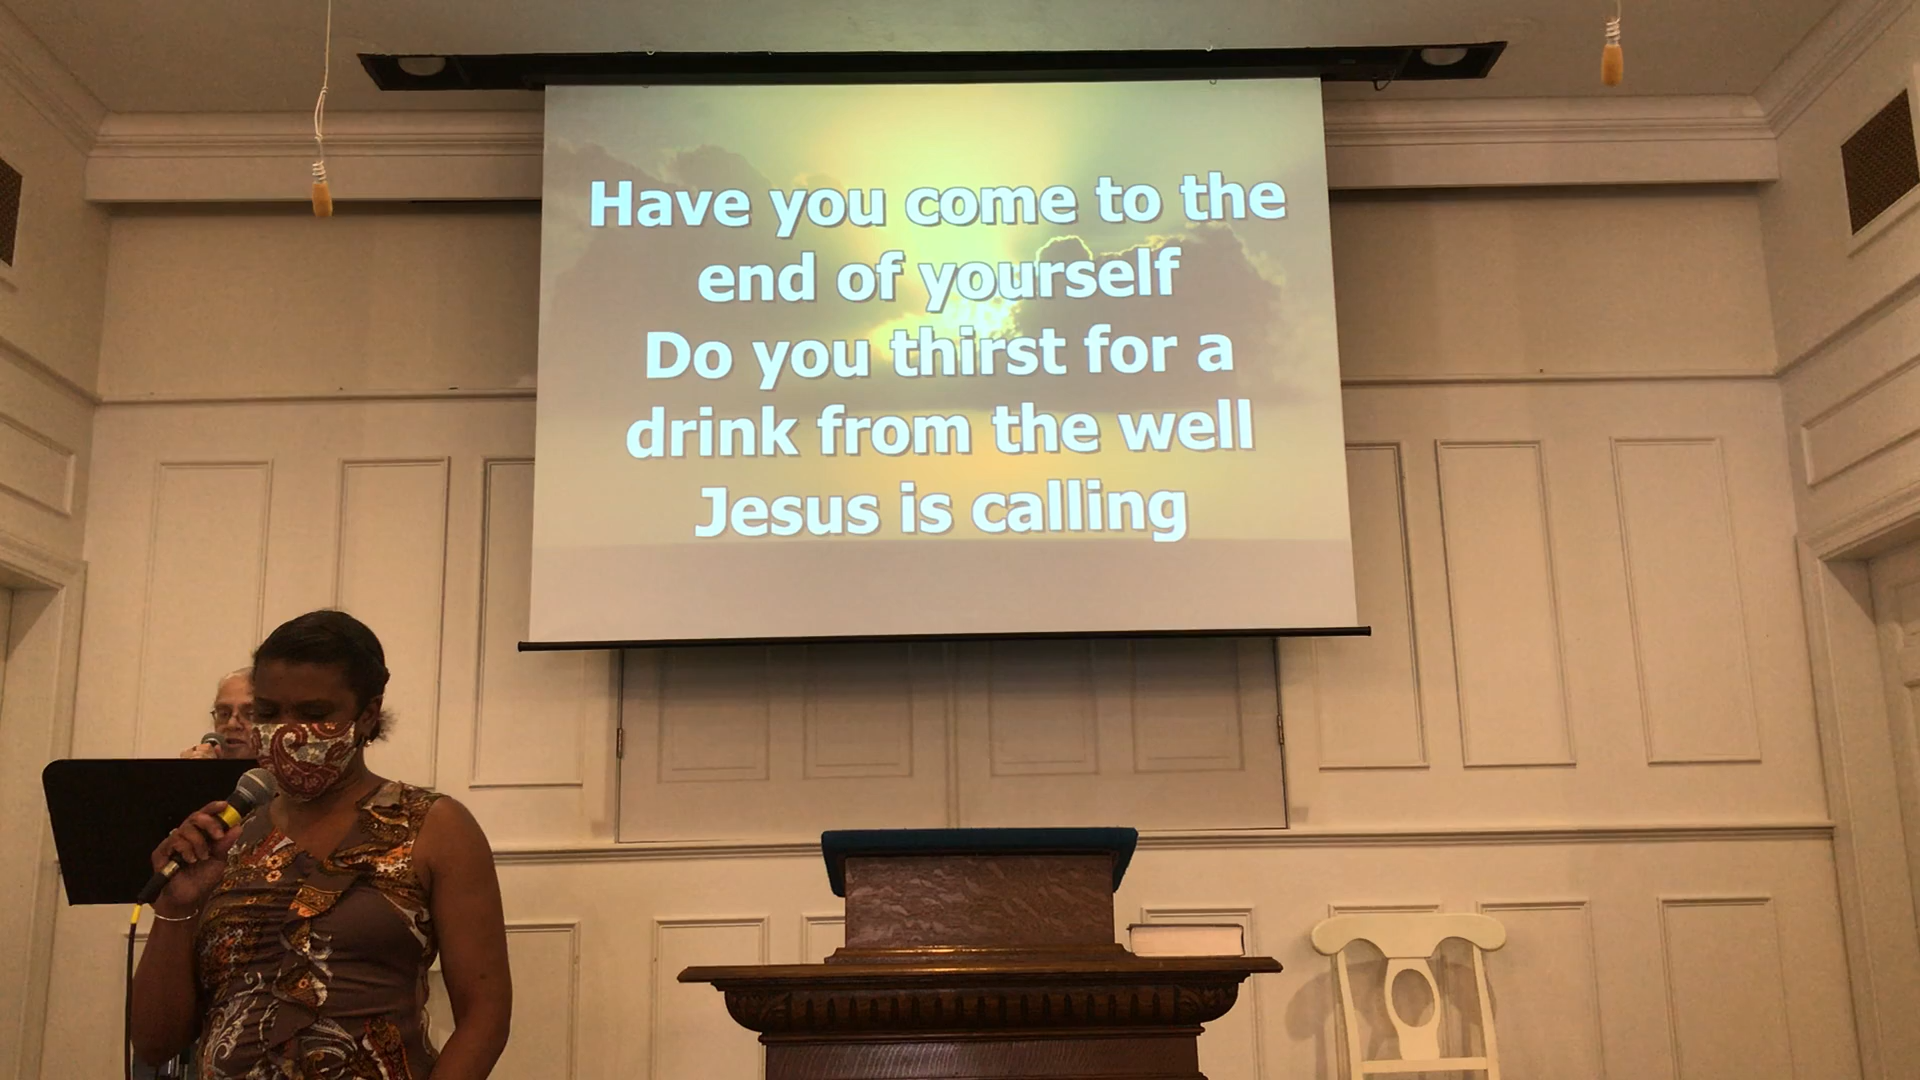 Have you come to the
end of yourself
Do you thirst for a
drink from the well
Jesus is calling